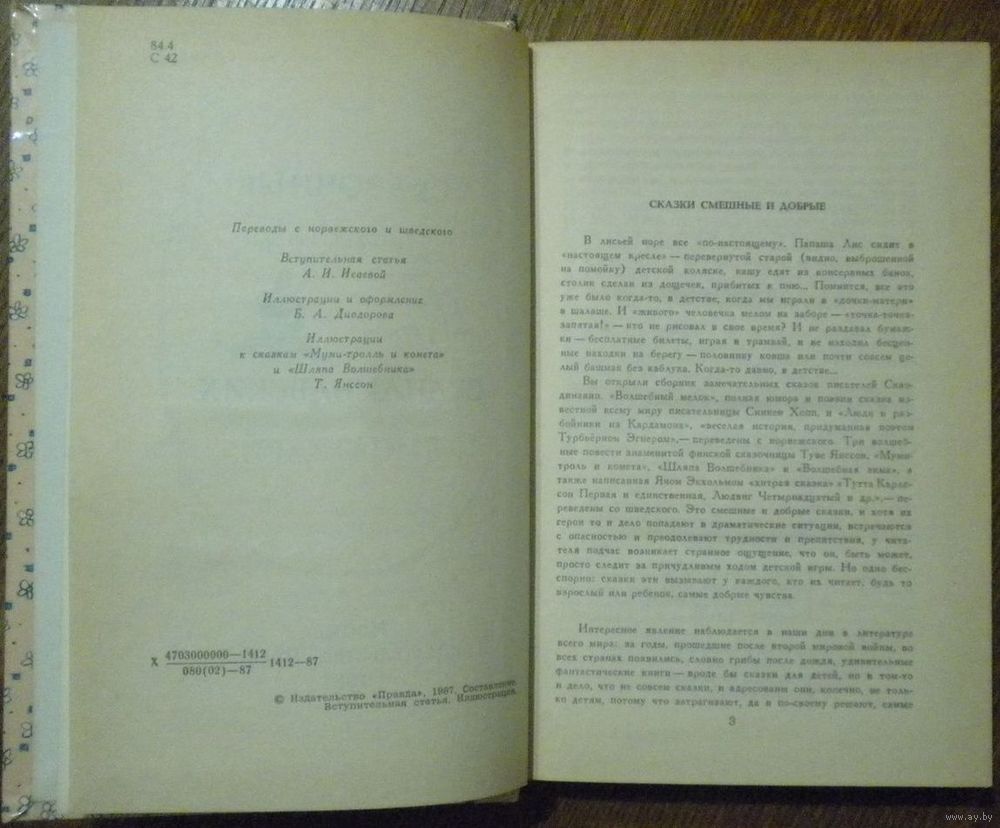 84.4
С 42
Переводы с норвежского и шведского
Вступительная статья
А. И. Исаевой
Иллюстрации и оформление
Б. А. Диодорова
Иллюстрации
к сказкам «Муми-тролль и комета»
и «Шляпа Волшебника»
Т. Янссон
Х 4703000000—1412
080(02)—87 1412—87
© Издательство «Правда», 1987. Составление.
Вступительная статья. Иллюстрации.
СКАЗКИ СМЕШНЫЕ И ДОБРЫЕ
В лисьей норе все «по-настоящему». Папаша Лис сидит в
«настоящем кресле» — перевернутой старой (видно, выброшенной
на помойку) детской коляске, кашу едят из консервных банок,
столик сделан из дощечек, прибитых к пню... Помнится, все это
уже было когда-то, в детстве, когда мы играли в «дочки-матери»
в шалаше. И «живого» человечка мелом на заборе — «точка-точка-
запятая!» — кто не рисовал в свое время? И не раздавал бумаж-
ки — бесплатные билеты, играя в трамвай, и не находил бесцен-
ные находки на берегу — половинку ковша или почти совсем це-
лый башмак без каблука. Когда-то давно, в детстве...
Вы открыли сборник замечательных сказок писателей Скан-
динавии. «Волшебный мелок», полная юмора и поэзии сказка из-
вестной всему миру писательницы Синкен Хопп, и «Люди и раз-
бойники из Кардамона», «веселая история, придуманная поэтом
Турбьёрном Эгнером»,— переведены с норвежского. Три волшеб-
ные повести знаменитой финской сказочницы Туве Янссон, «Муми-
тролль и комета», «Шляпа Волшебника» и «Волшебная зима», а
также написанная Яном Экхольмом «хитрая сказка» «Тутта Карлс-
сон Первая и единственная, Людвиг Четырнадцатый и др.»,— пе-
реведены со шведского. Это смешные и добрые сказки, и хотя их
герои то и дело попадают в драматические ситуации, встречаются
с опасностью и преодолевают трудности и препятствия, у чита-
теля подчас возникает странное ощущение, что он, быть может,
просто следит за причудливым ходом детской игры. Но одно бес-
спорно: сказки эти вызывают у каждого, кто их читает, будь то
взрослый или ребенок, самые добрые чувства.
Интересное явление наблюдается в наши дни в литературе
всего мира: за годы, прошедшие после второй мировой войны, во
всех странах появились, словно грибы после дождя, удивительные
фантастические книги — вроде бы сказки для детей, но в том-то
и дело, что не совсем сказки, и адресованы они, конечно, не толь-
ко детям, потому что затрагивают, да и по-своему решают, самые
3
www.ay.by